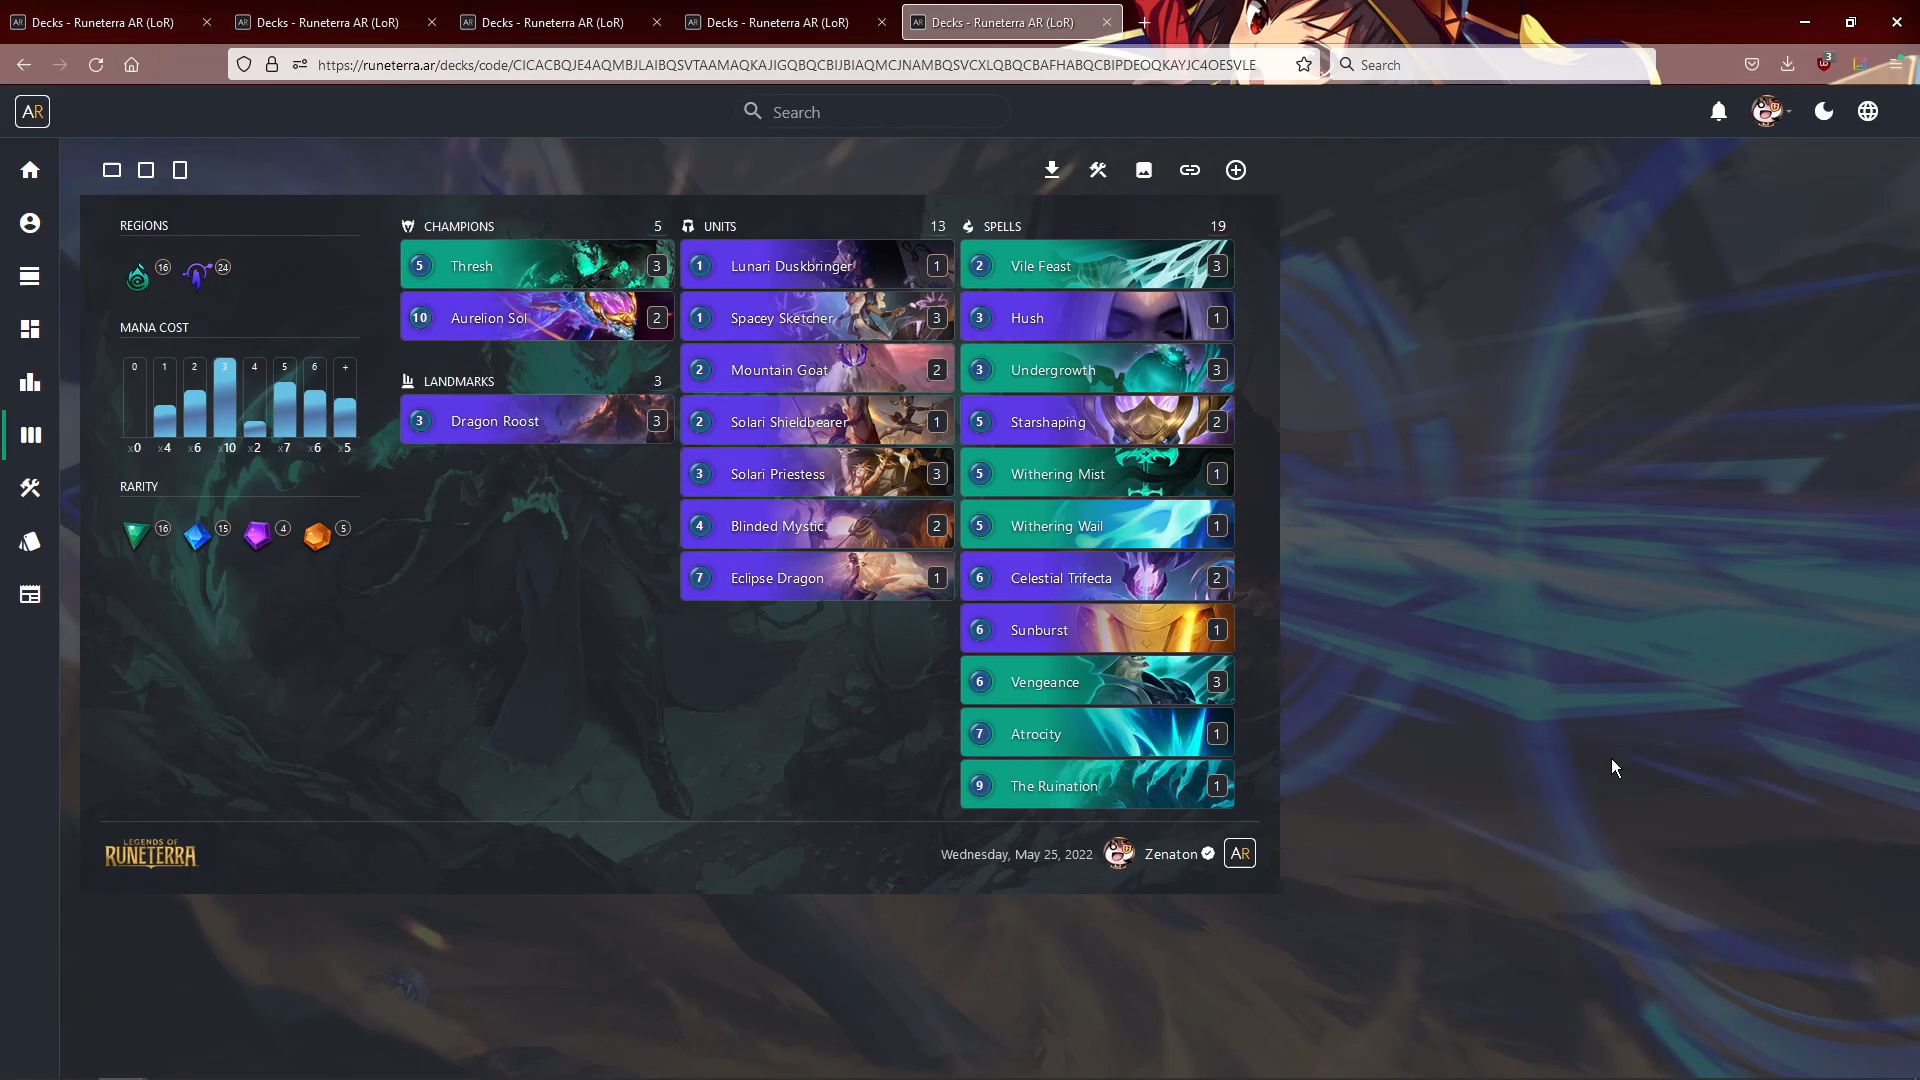 Decks - Runeterra AR (LoR)
Decks - Runeterra AR (LoR)
Decks - Runeterra AR (LoR)
Decks - Runeterra AR (LoR)
Decks - Runeterra AR (LoR)
https://runeterra.ar/decks/code/CICACBQJE4AQMBJLAIBQSVTAAMAQKAJIGQBQCBIJBIAQMCJNAMBQSVCXLQBQCBAFHABQCBIPDEOQKAYJC4OESVLE
Search
3
AR
Search
REGIONS
16
24
MANA COST
0 1 2 3 4 5 6 +
x0 x4 x6 x10 x2 x7 x6 x5
RARITY
16
15
4
5
CHAMPIONS 5
5 Thresh 3
10 Aurelion Sol 2
LANDMARKS 3
3 Dragon Roost 3
UNITS 13
1 Lunari Duskbringer 1
1 Spacey Sketcher 3
2 Mountain Goat 2
2 Solari Shieldbearer 1
3 Solari Priestess 3
4 Blinded Mystic 2
7 Eclipse Dragon 1
SPELLS 19
2 Vile Feast 3
3 Hush 1
3 Undergrowth 3
5 Starshaping 2
5 Withering Mist 1
5 Withering Wail 1
6 Celestial Trifecta 2
6 Sunburst 1
6 Vengeance 3
7 Atrocity 1
9 The Ruination 1
LEGENDS OF
RUNETERRA
Wednesday, May 25, 2022 Zenaton AR